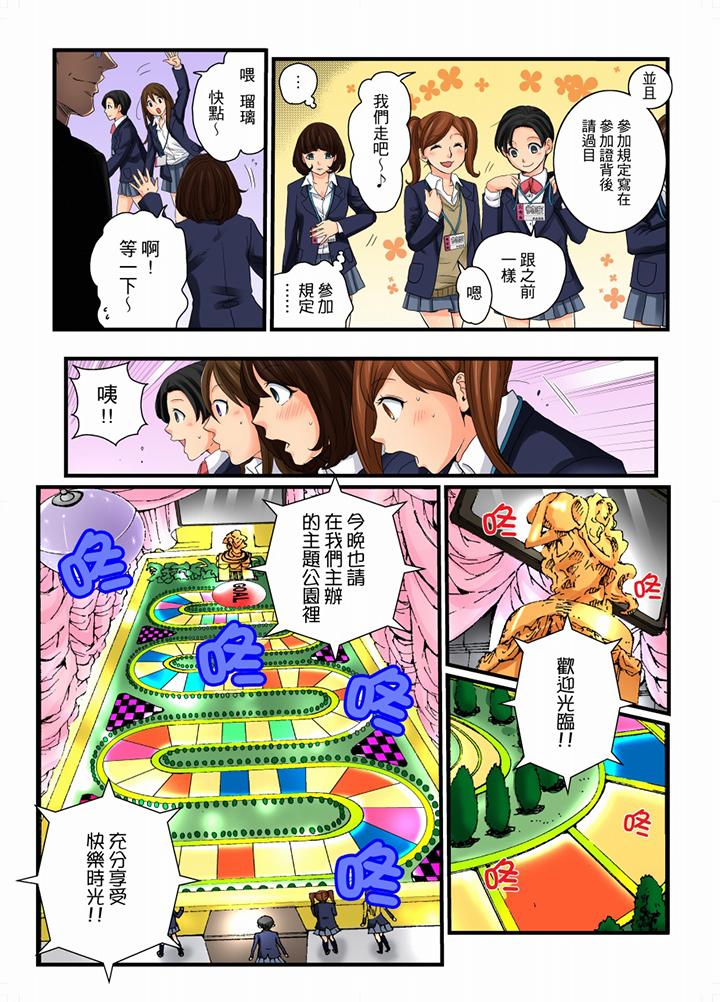 並且
參加規定寫在
參加證背後
請過目
我們走吧～♪
⋯
跟之前
一樣
嗯
參加
規定
⋯⋯
喂 瑠璃
快點～
啊！
等一下～
咦!!
咚
咚
歡迎光臨!!
咚
咚
今晚也請
在我們主辦
的主題公園裡
咚
咚
咚
咚
GOAL
充分享受
快樂時光!!